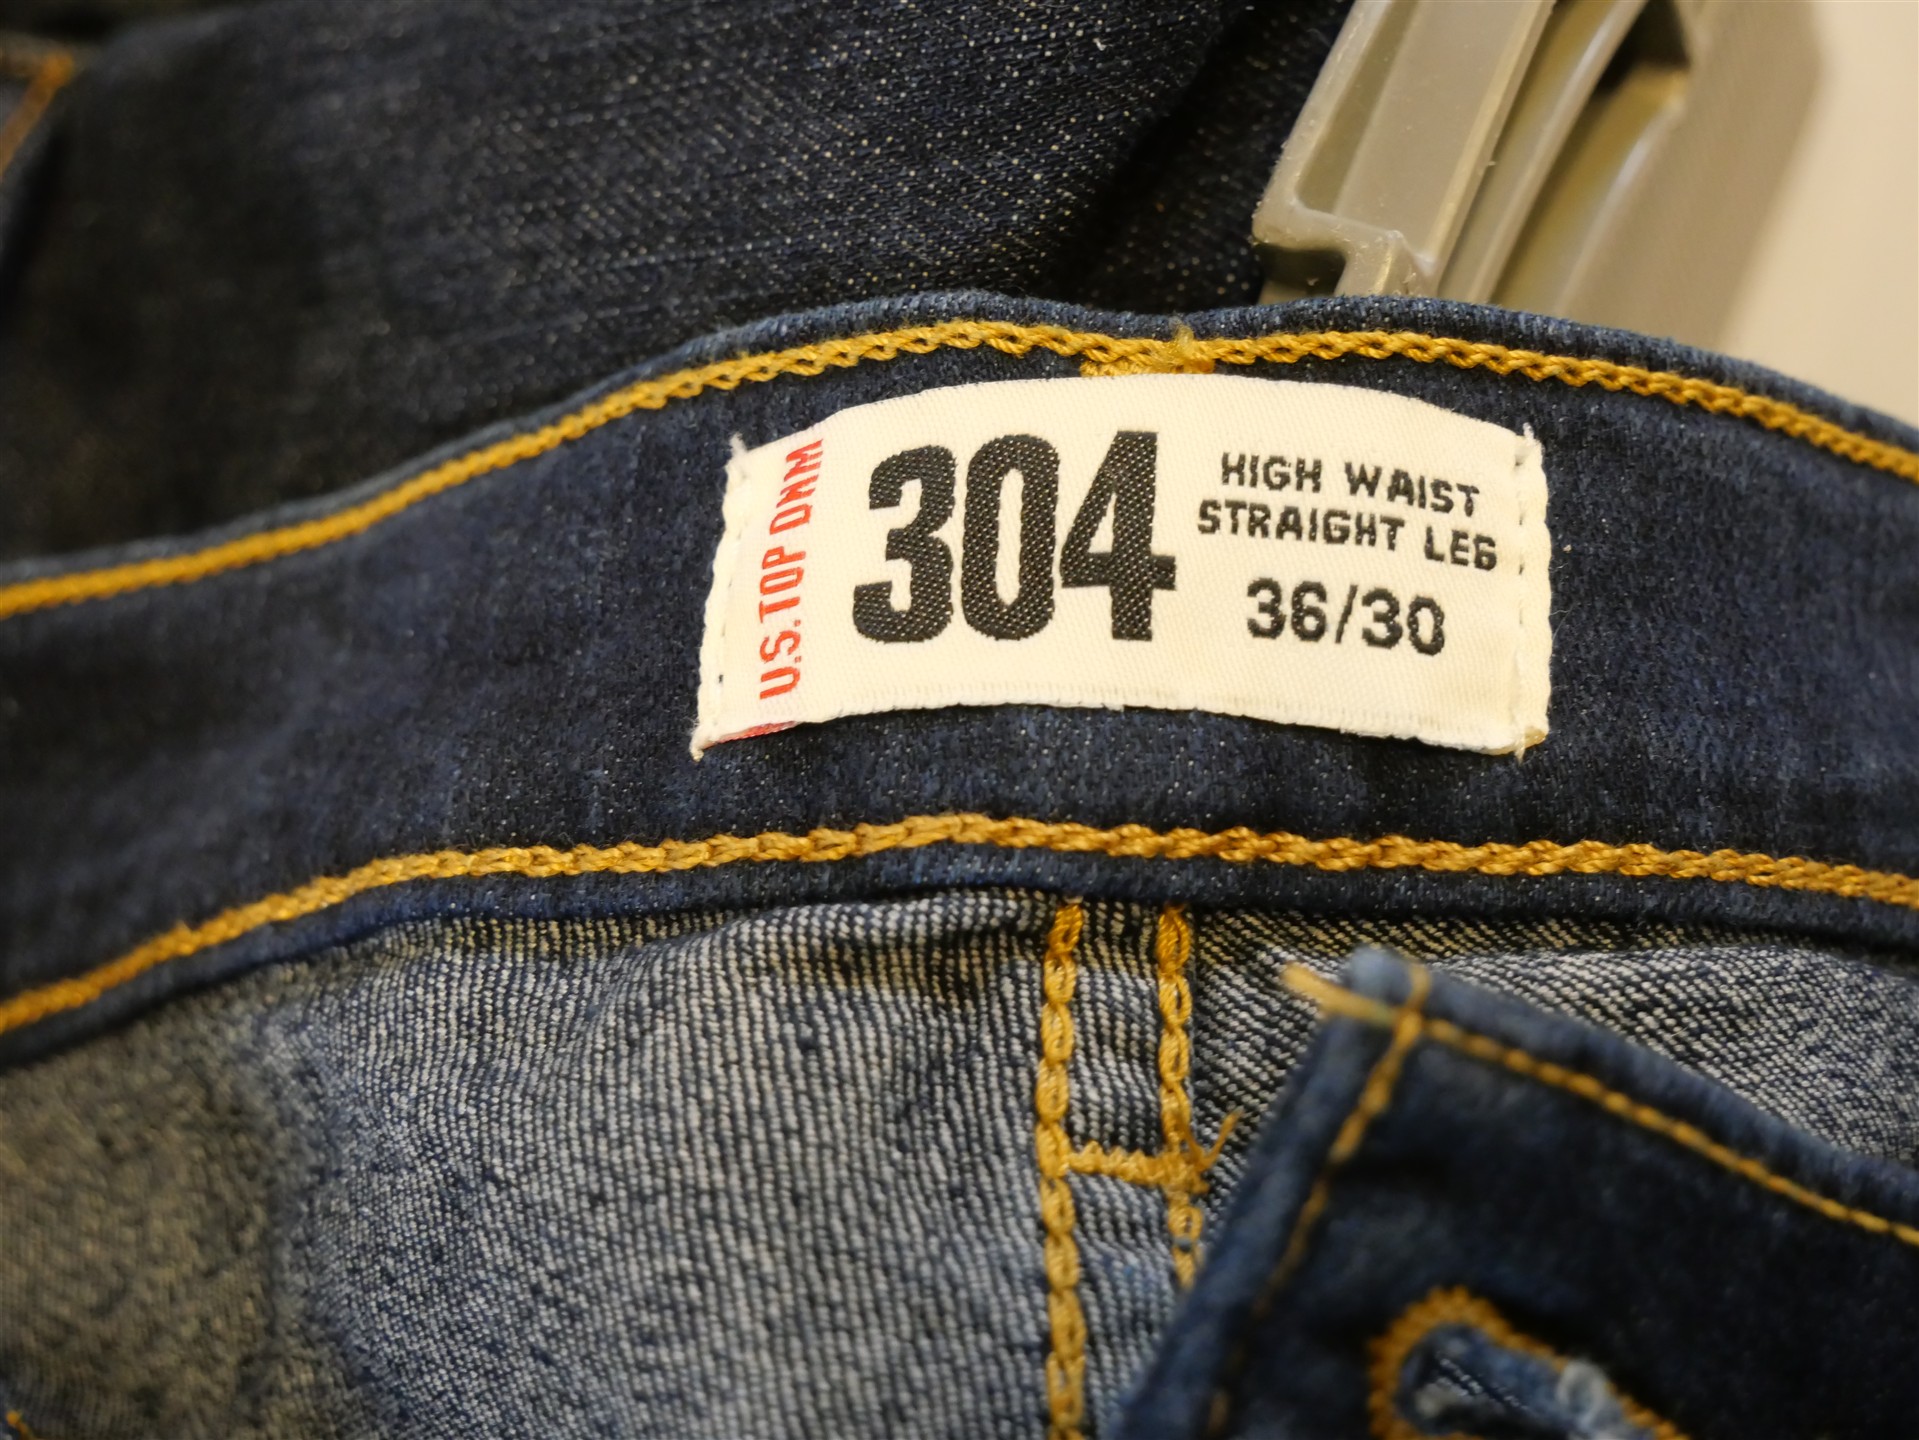 U.S. TOP DNM
304
HIGH WAIST
STRAIGHT LEG
36/30